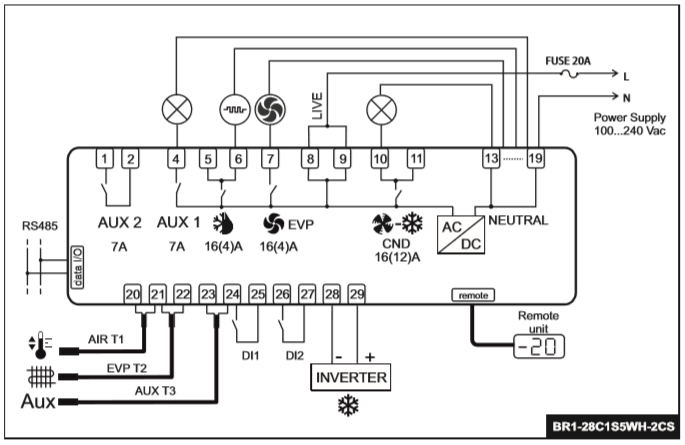 FUSE 20A
L
N
LIVE
Power Supply
100...240 Vac
1 2 4 5 6 7 8 9 10 11 13 ........ 19
RS485
data I/O
AUX 2
7A
AUX 1
7A
16(4)A
EVP
16(4)A
CND
16(12)A
AC
DC
NEUTRAL
20 21 22 23 24 25 26 27 28 29
remote
Remote
unit
-20
AIR T1
EVP T2
AUX T3
Aux
DI1
DI2
- +
INVERTER
BR1-28C1S5WH-2CS